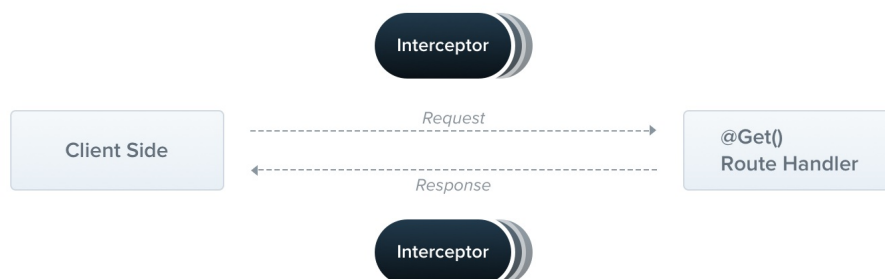 Interceptor
Request
Client Side
@Get()
Route Handler
Response
Interceptor